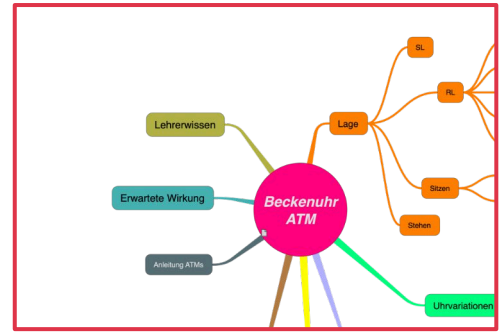 SL
RL
Lehrerwissen
Lage
Erwartete Wirkung
Sitzen
Beckenuhr
ATM
Stehen
Anleitung ATMs
Uhrvariationen